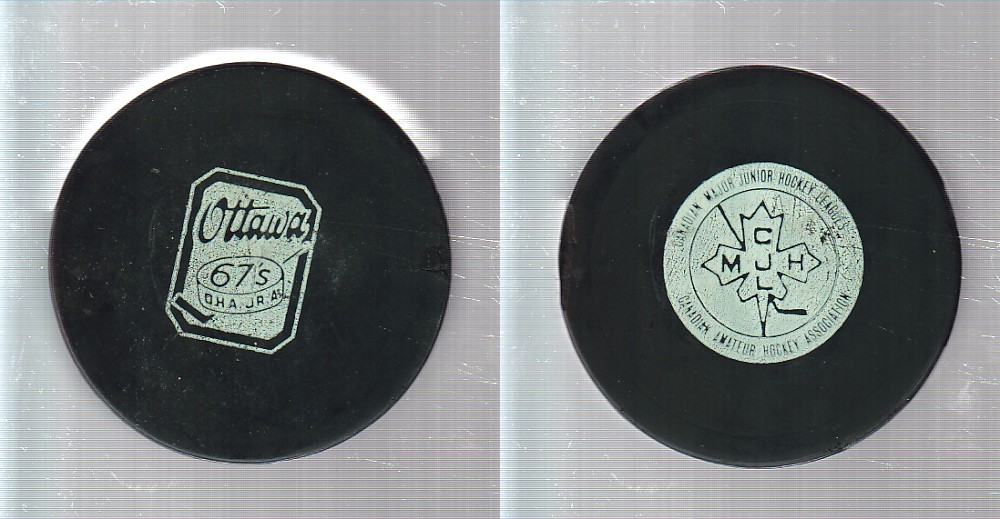 Ottawa
67's
O.H.A. JR. A.
CANADIAN MAJOR JUNIOR HOCKEY LEAGUES
C
M J H
L
CANADIAN AMATEUR HOCKEY ASSOCIATION